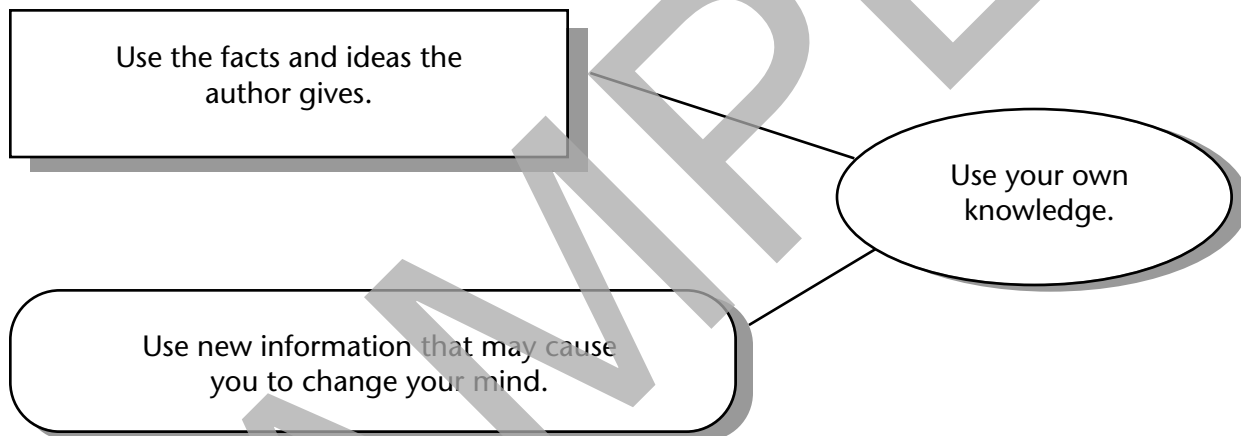 Use the facts and ideas the
author gives.
Use your own
knowledge.
Use new information that may cause
you to change your mind.